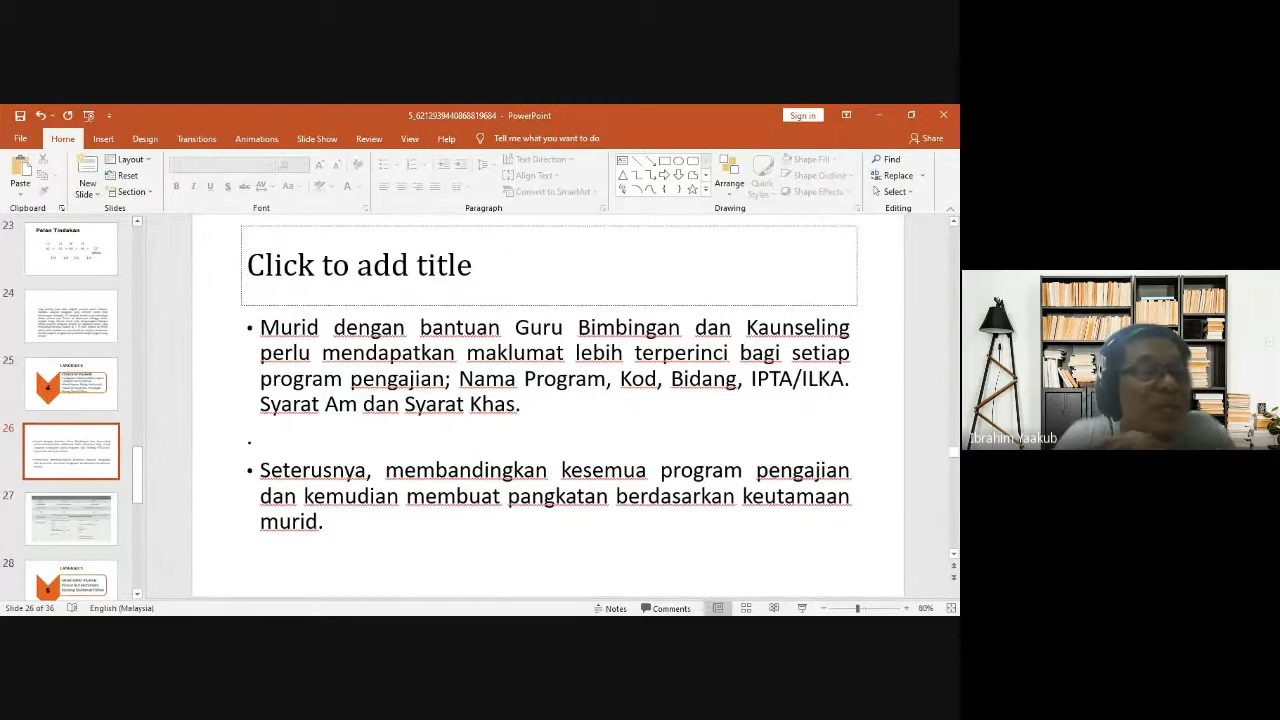 5_6212939440868819684 - PowerPoint
Sign in
File Home Insert Design Transitions Animations Slide Show Review View Help Tell me what you want to do Share
Paste
New Slide
Layout
Reset
Section
Text Direction
Align Text
Convert to SmartArt
Arrange
Quick Styles
Shape Fill
Shape Outline
Shape Effects
Find
Replace
Select
Clipboard Slides Font Paragraph Drawing Editing
23
Pelan Tindakan
24
25
26
27
28
Click to add title
• Murid dengan bantuan Guru Bimbingan dan Kaunseling
perlu mendapatkan maklumat lebih terperinci bagi setiap
program pengajian; Nama Program, Kod, Bidang, IPTA/ILKA.
Syarat Am dan Syarat Khas.
.
• Seterusnya, membandingkan kesemua program pengajian
dan kemudian membuat pangkatan berdasarkan keutamaan
murid.
Ibrahim Yaakub
Slide 26 of 36 English (Malaysia) Notes Comments 80%